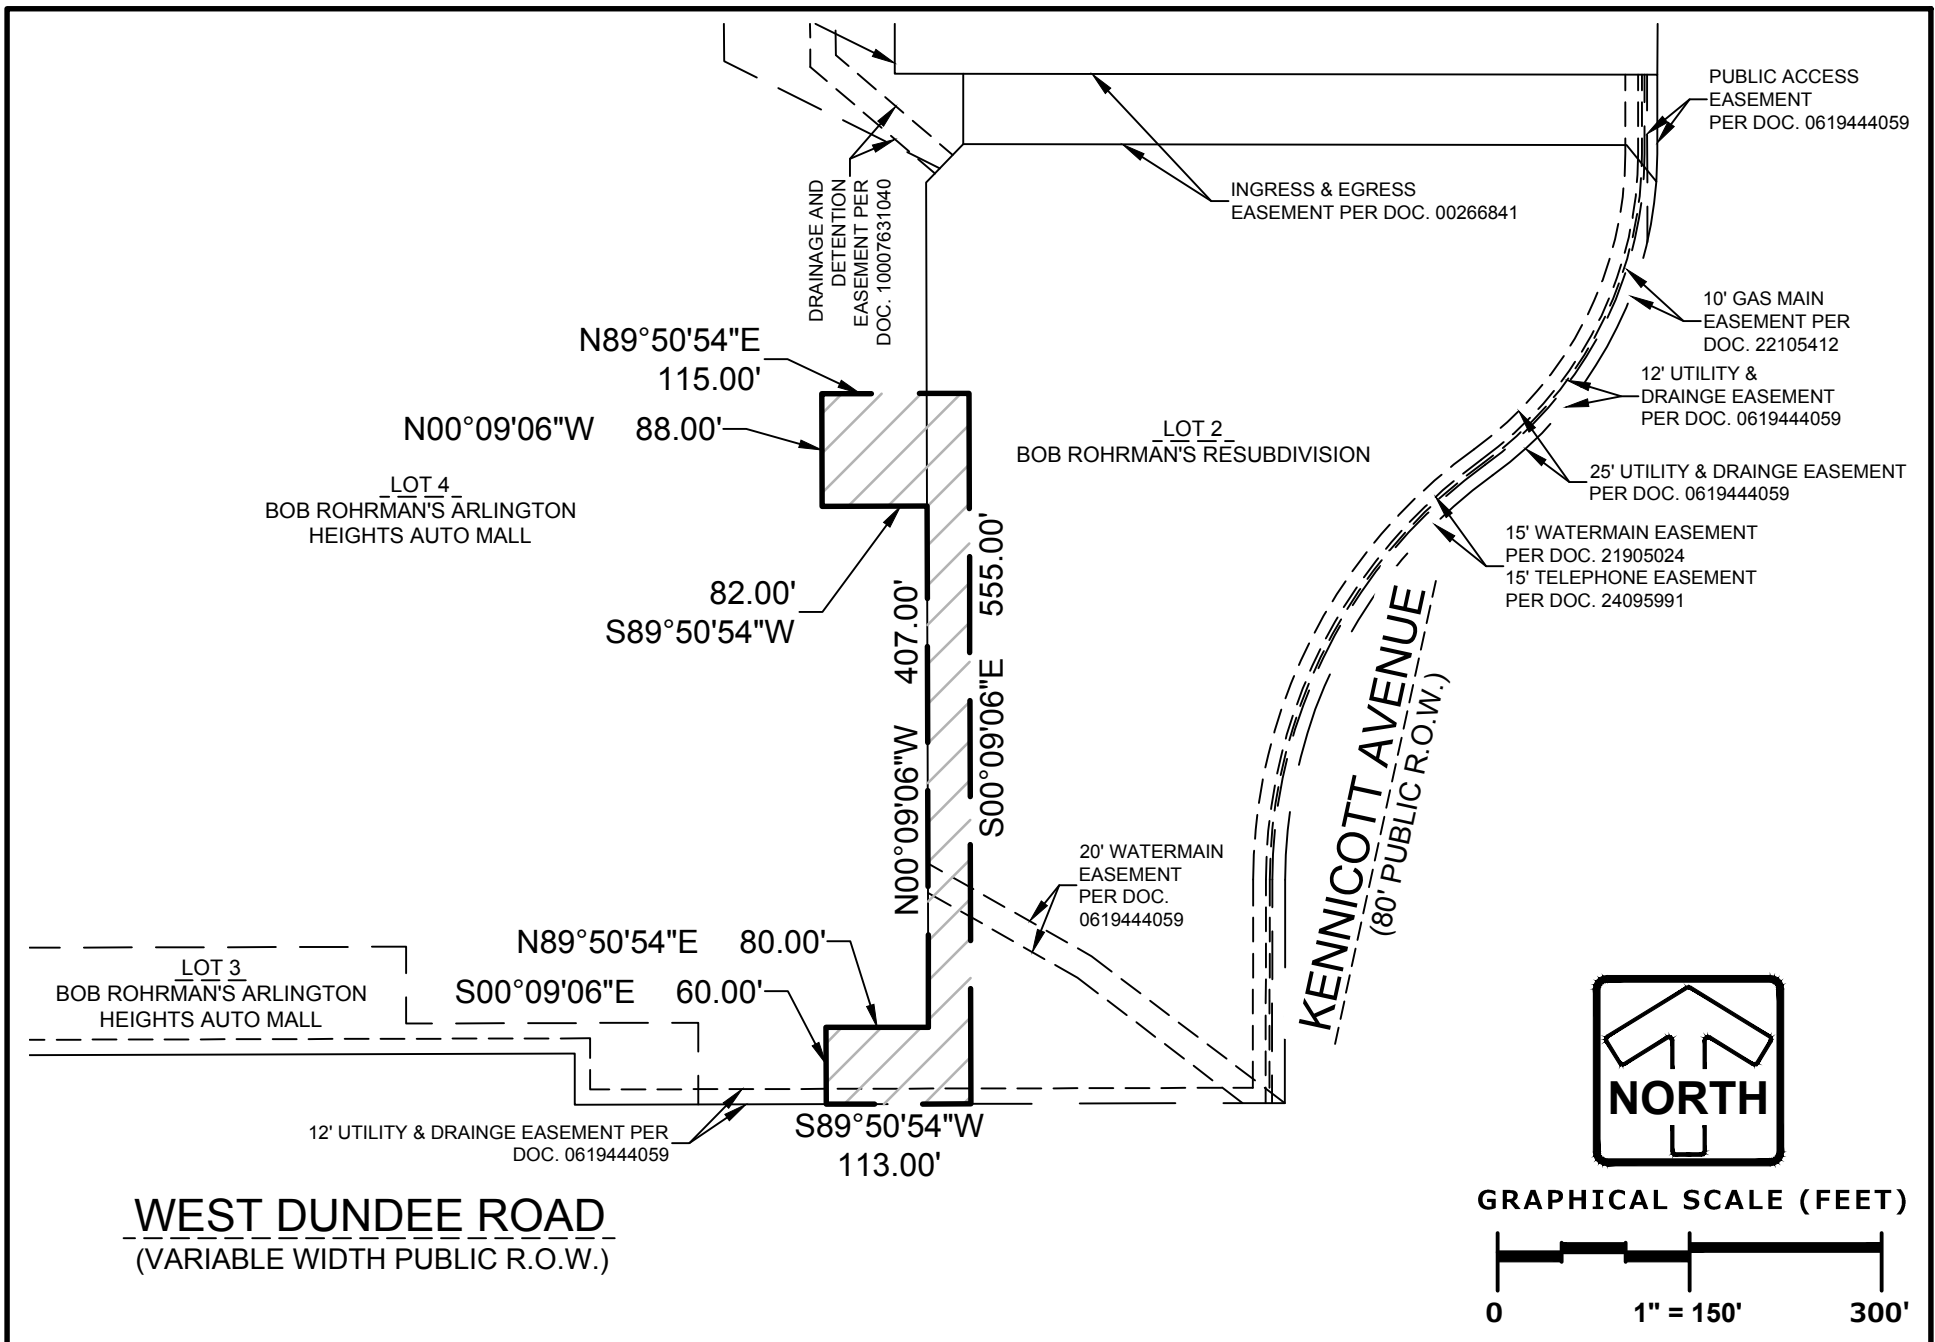 PUBLIC ACCESS
EASEMENT
PER DOC. 0619444059
INGRESS & EGRESS
EASEMENT PER DOC. 00266841
DRAINAGE AND
DETENTION
EASEMENT PER
DOC. 10007631040
10' GAS MAIN
EASEMENT PER
DOC. 22105412
N89°50'54"E
115.00'
12' UTILITY &
DRAINGE EASEMENT
PER DOC. 0619444059
N00°09'06"W 88.00'
LOT 2
BOB ROHRMAN'S RESUBDIVISION
25' UTILITY & DRAINGE EASEMENT
PER DOC. 0619444059
LOT 4
BOB ROHRMAN'S ARLINGTON
HEIGHTS AUTO MALL
15' WATERMAIN EASEMENT
PER DOC. 21905024
15' TELEPHONE EASEMENT
PER DOC. 24095991
82.00'
S89°50'54"W
N00°09'06"W 407.00'
S00°09'06"E 555.00'
KENNICOTT AVENUE
(80' PUBLIC R.O.W.)
20' WATERMAIN
EASEMENT
PER DOC.
0619444059
N89°50'54"E 80.00'
S00°09'06"E 60.00'
LOT 3
BOB ROHRMAN'S ARLINGTON
HEIGHTS AUTO MALL
12' UTILITY & DRAINGE EASEMENT PER
DOC. 0619444059
S89°50'54"W
113.00'
WEST DUNDEE ROAD
(VARIABLE WIDTH PUBLIC R.O.W.)
NORTH
GRAPHICAL SCALE (FEET)
0 1" = 150' 300'